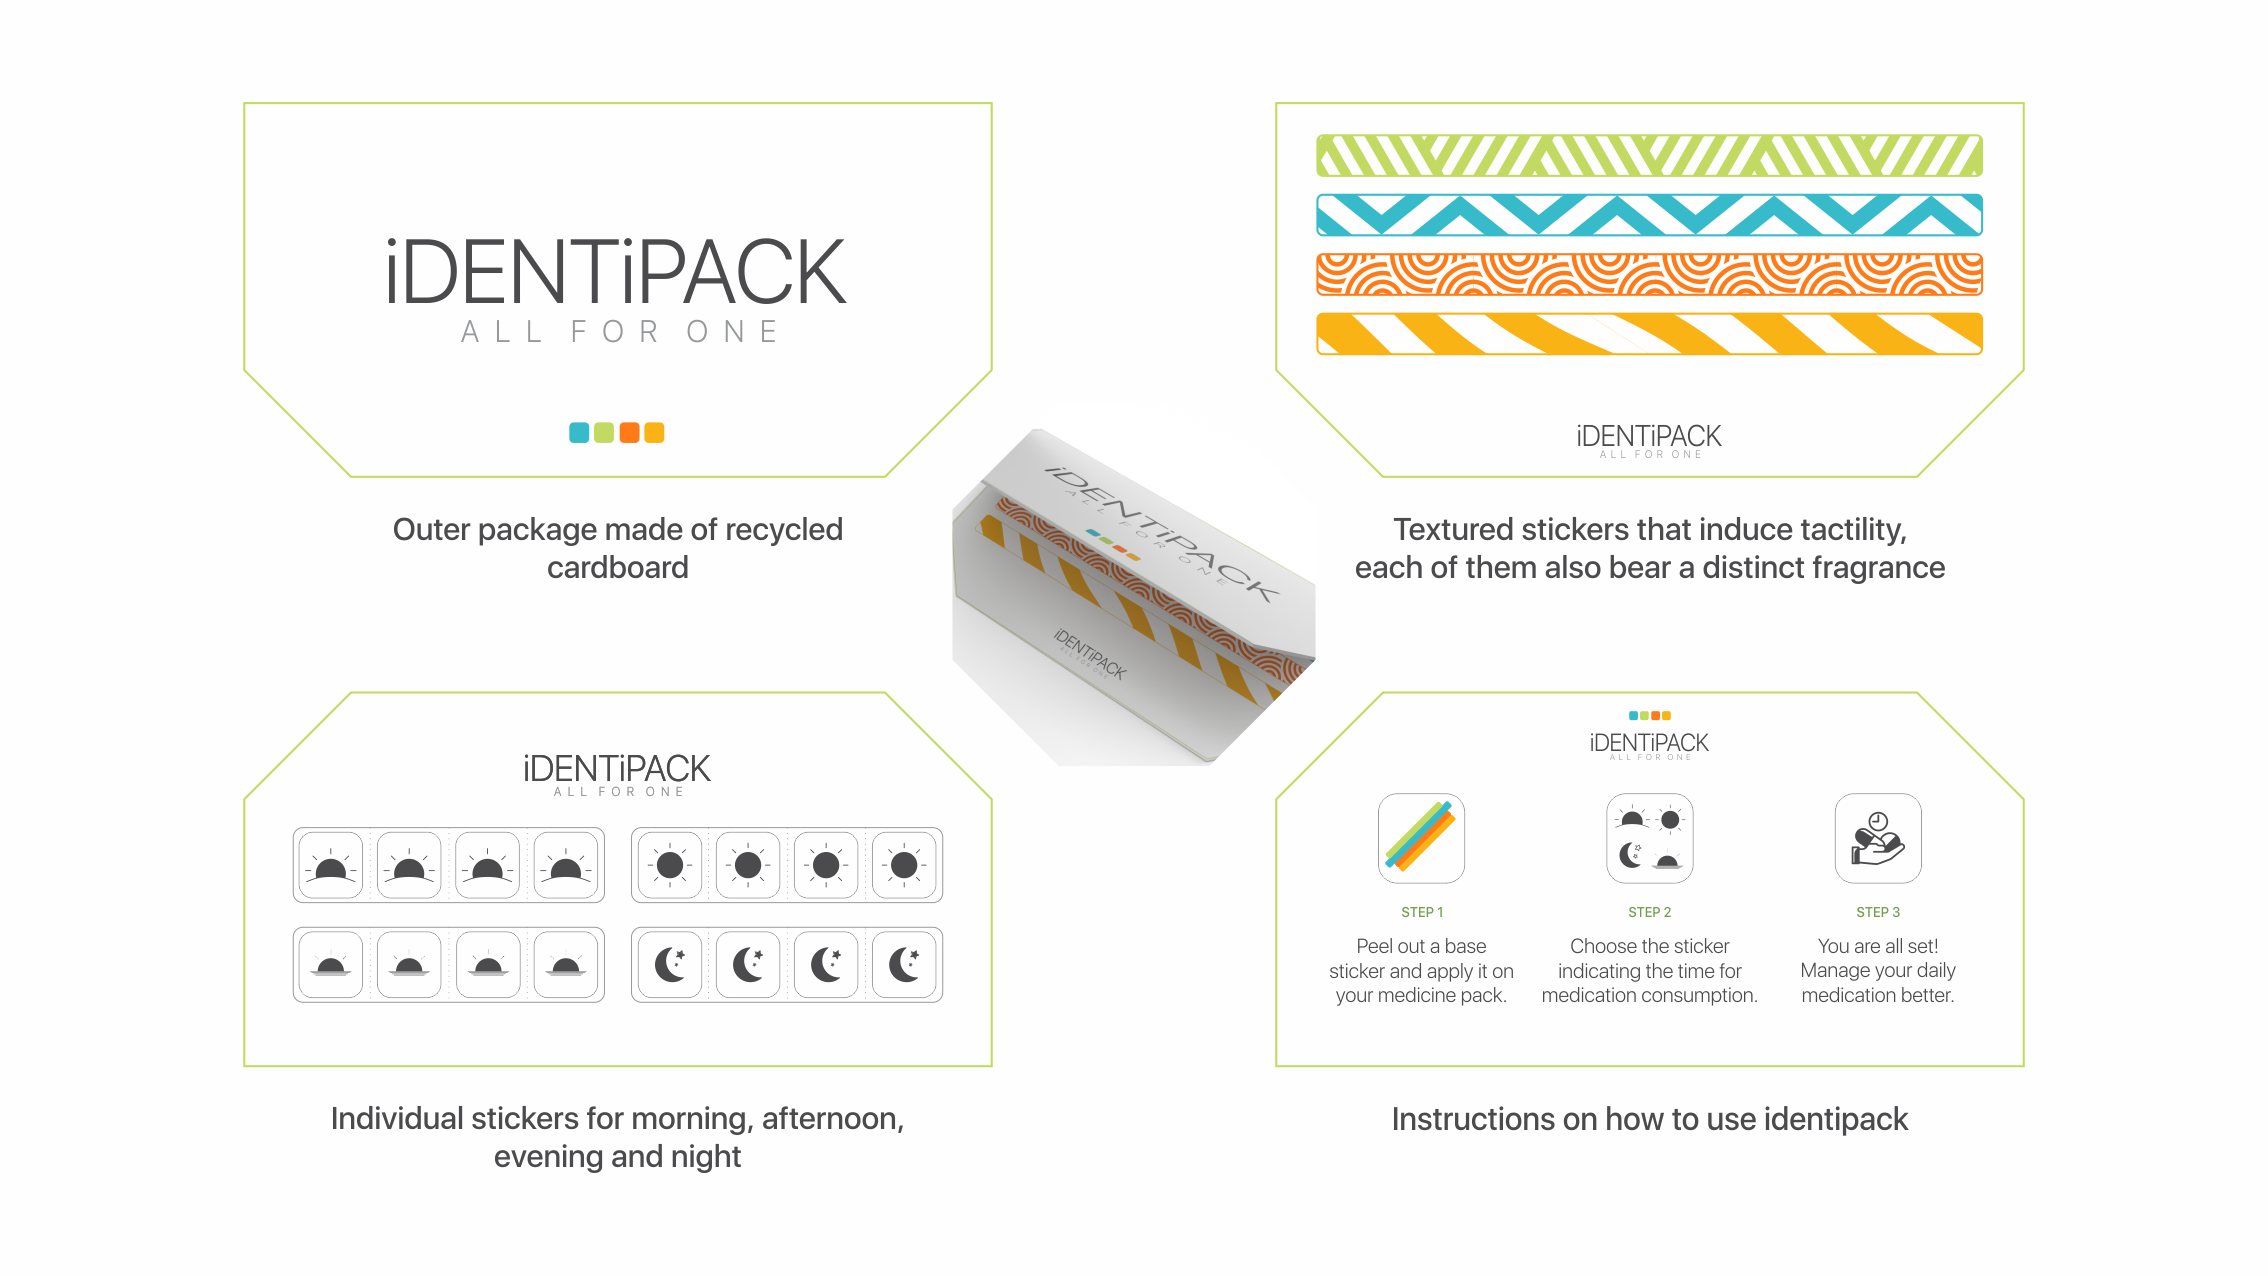 iDENTiPACK
ALL FOR ONE
Outer package made of recycled
cardboard
iDENTiPACK
ALL FOR ONE
Textured stickers that induce tactility,
each of them also bear a distinct fragrance
iDENTiPACK
ALL FOR ONE
iDENTiPACK
ALL FOR ONE
iDENTiPACK
ALL FOR ONE
Individual stickers for morning, afternoon,
evening and night
iDENTiPACK
ALL FOR ONE
STEP 1
Peel out a base
sticker and apply it on
your medicine pack.
STEP 2
Choose the sticker
indicating the time for
medication consumption.
STEP 3
You are all set!
Manage your daily
medication better.
Instructions on how to use identipack